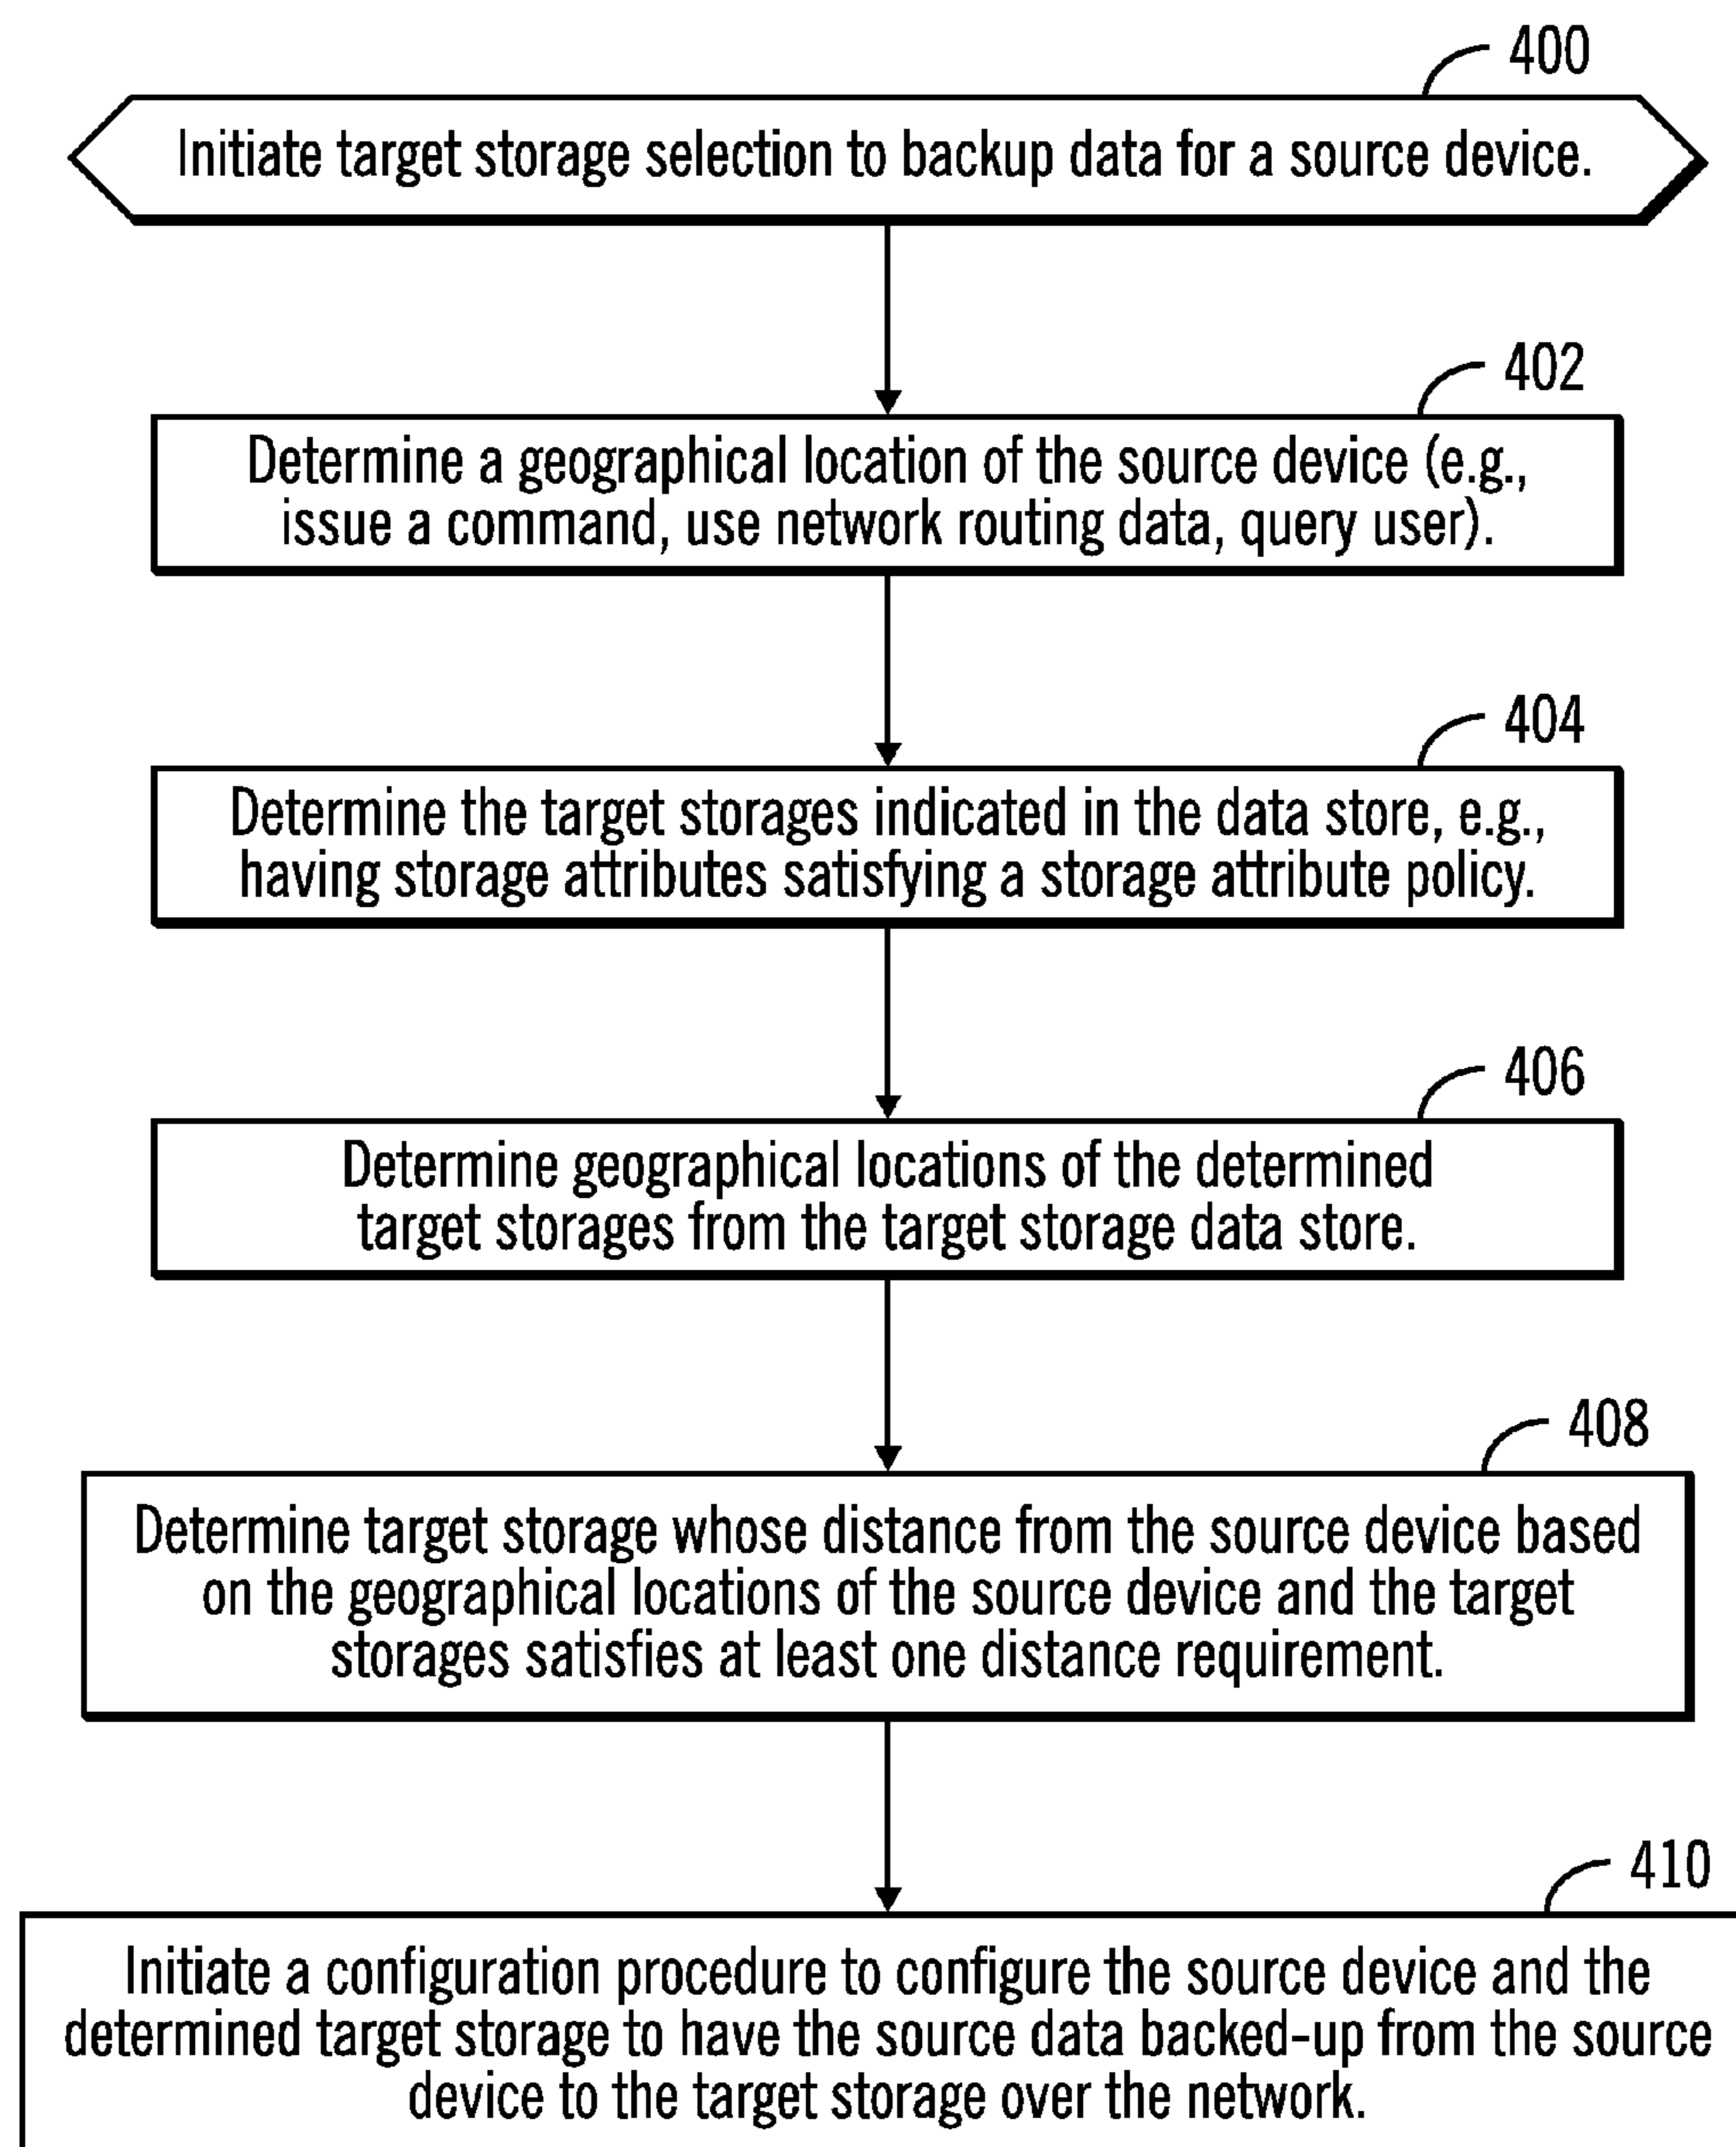 400
Initiate target storage selection to backup data for a source device.
402
Determine a geographical location of the source device (e.g.,
issue a command, use network routing data, query user).
404
Determine the target storages indicated in the data store, e.g.,
having storage attributes satisfying a storage attribute policy.
406
Determine geographical locations of the determined
target storages from the target storage data store.
408
Determine target storage whose distance from the source device based
on the geographical locations of the source device and the target
storages satisfies at least one distance requirement.
410
Initiate a configuration procedure to configure the source device and the
determined target storage to have the source data backed-up from the source
device to the target storage over the network.